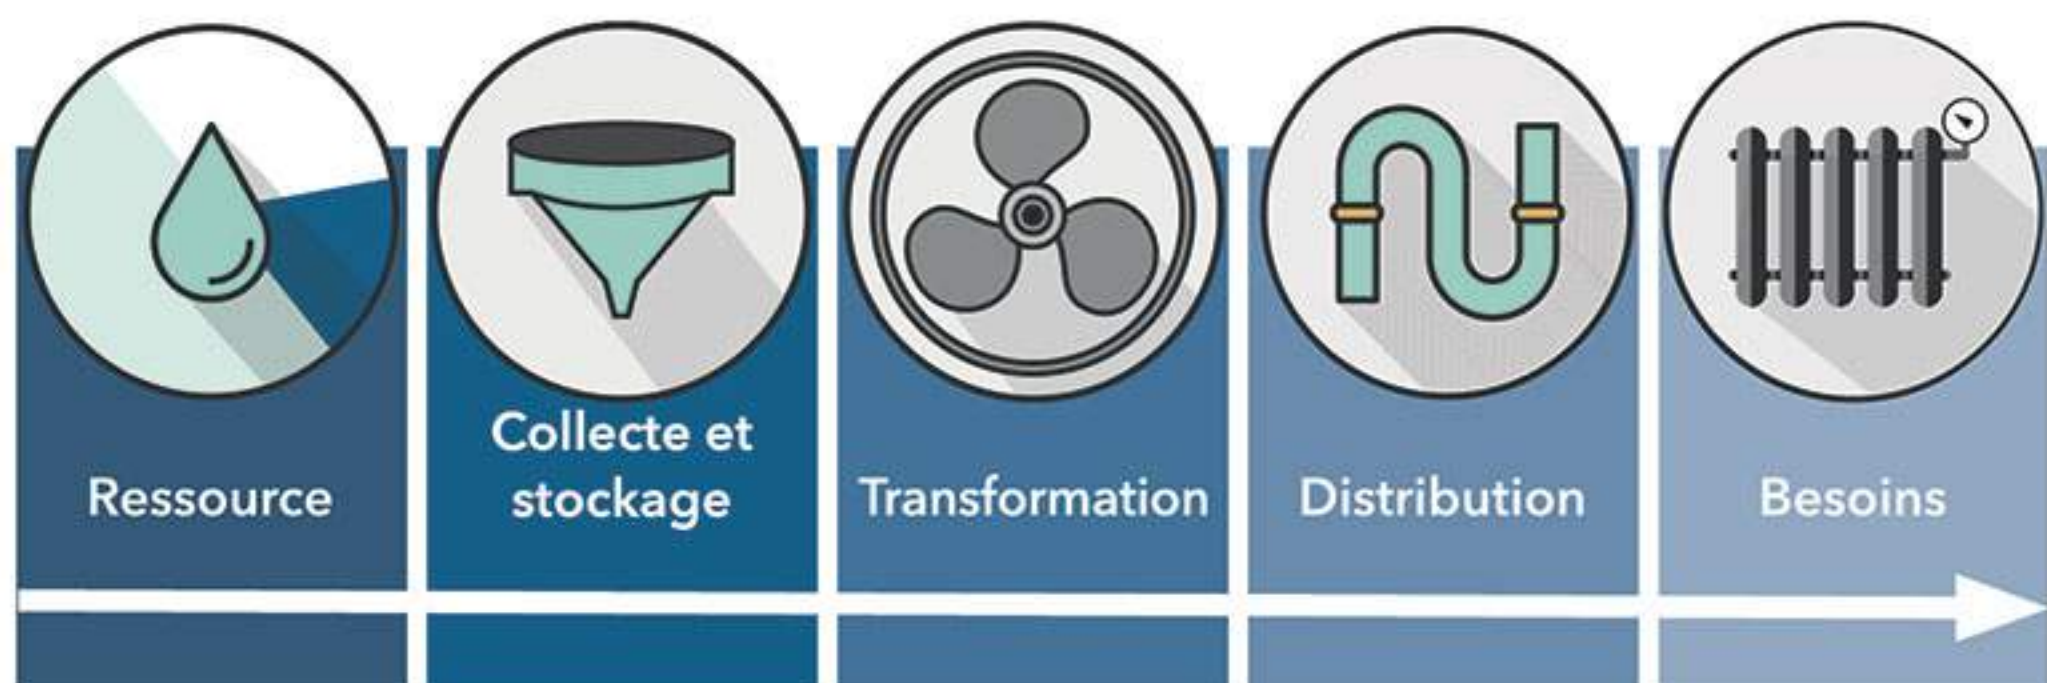 Ressource
Collecte et
stockage
Transformation
Distribution
Besoins